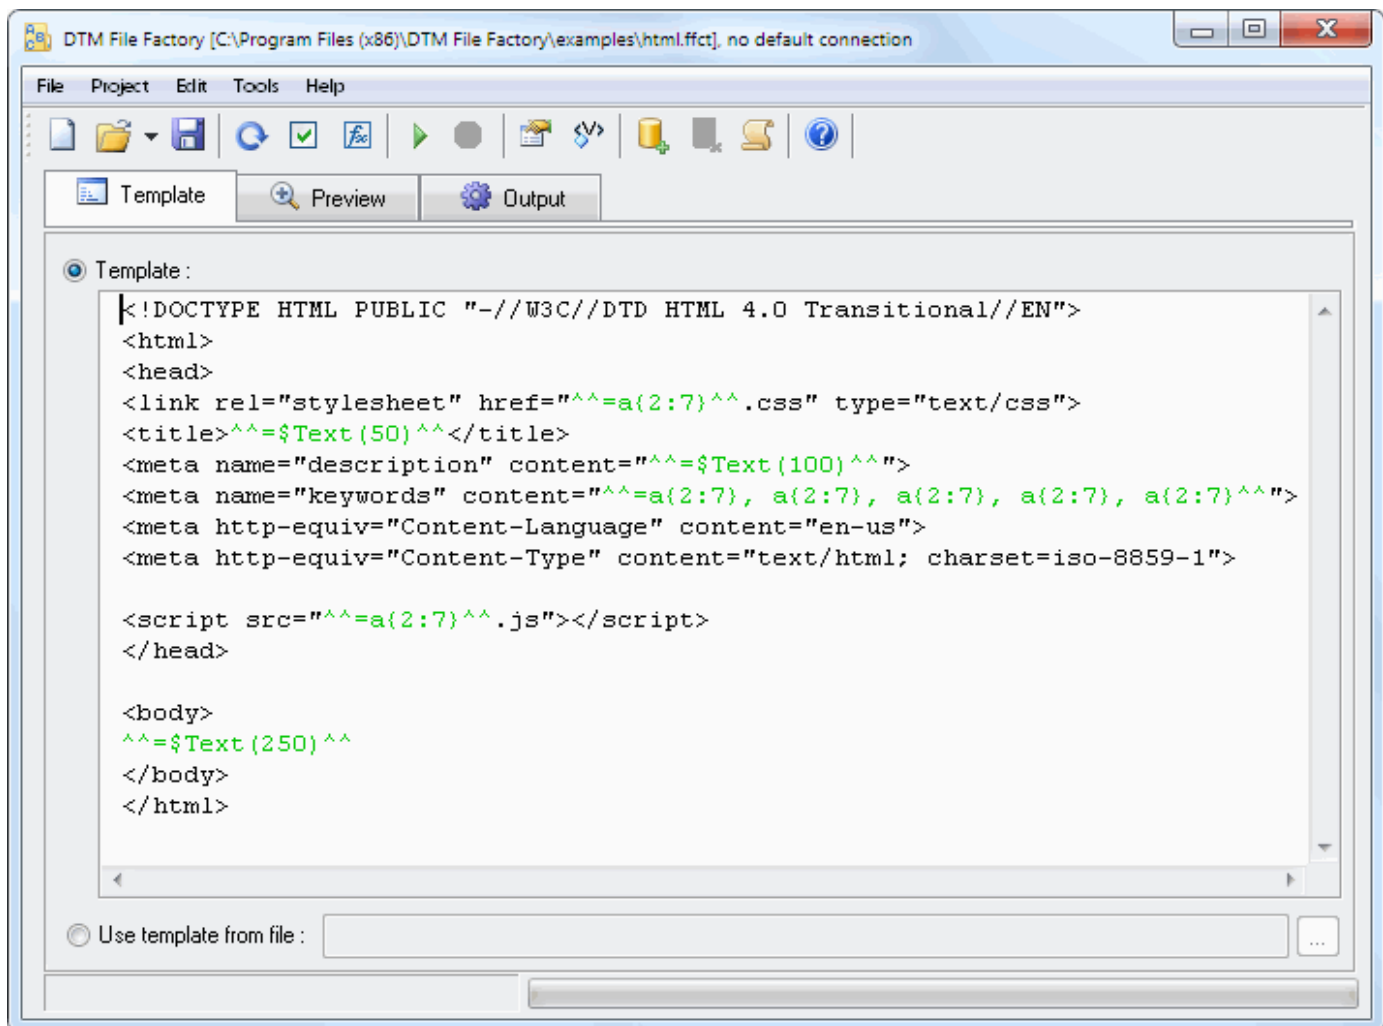 DTM File Factory [C:\Program Files (x86)\DTM File Factory\examples\html.ffct], no default connection
File Project Edit Tools Help
Template Preview Output
Template :
<!DOCTYPE HTML PUBLIC "-//W3C//DTD HTML 4.0 Transitional//EN">
<html>
<head>
<link rel="stylesheet" href="^^=a{2:7}^^.css" type="text/css">
<title>^^=$Text(50)^^</title>
<meta name="description" content="^^=$Text(100)^^">
<meta name="keywords" content="^^=a{2:7}, a{2:7}, a{2:7}, a{2:7}, a{2:7}^^">
<meta http-equiv="Content-Language" content="en-us">
<meta http-equiv="Content-Type" content="text/html; charset=iso-8859-1">
<script src="^^=a{2:7}^^.js"></script>
</head>
<body>
^^=$Text(250)^^
</body>
</html>
Use template from file :
...